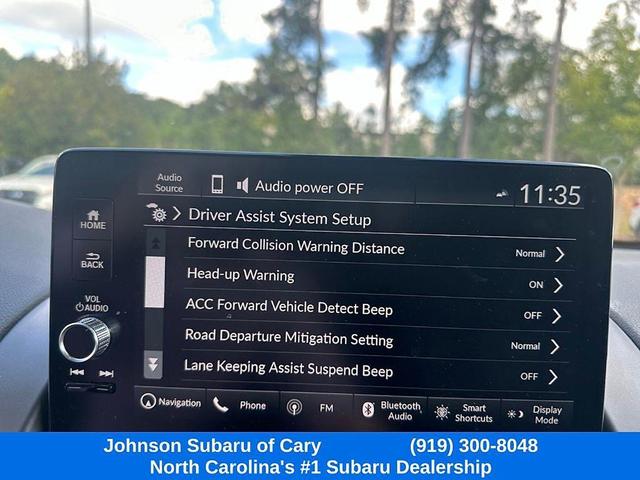 Audio
Source
Audio power OFF
11:35
HOME
Driver Assist System Setup
BACK
Forward Collision Warning Distance Normal
Head-up Warning ON
VOL
AUDIO
ACC Forward Vehicle Detect Beep OFF
Road Departure Mitigation Setting Normal
Lane Keeping Assist Suspend Beep OFF
Navigation
Phone
FM
Bluetooth
Audio
Smart
Shortcuts
Display
Mode
Johnson Subaru of Cary (919) 300-8048
North Carolina's #1 Subaru Dealership